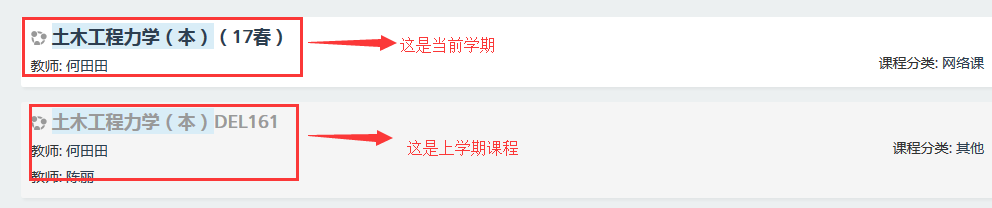 土木工程力学（本）（17春）
这是当前学期
教师: 何田田
课程分类: 网络课
土木工程力学（本）DEL161
这是上学期课程
教师: 何田田
课程分类: 其他
教师: 陈丽